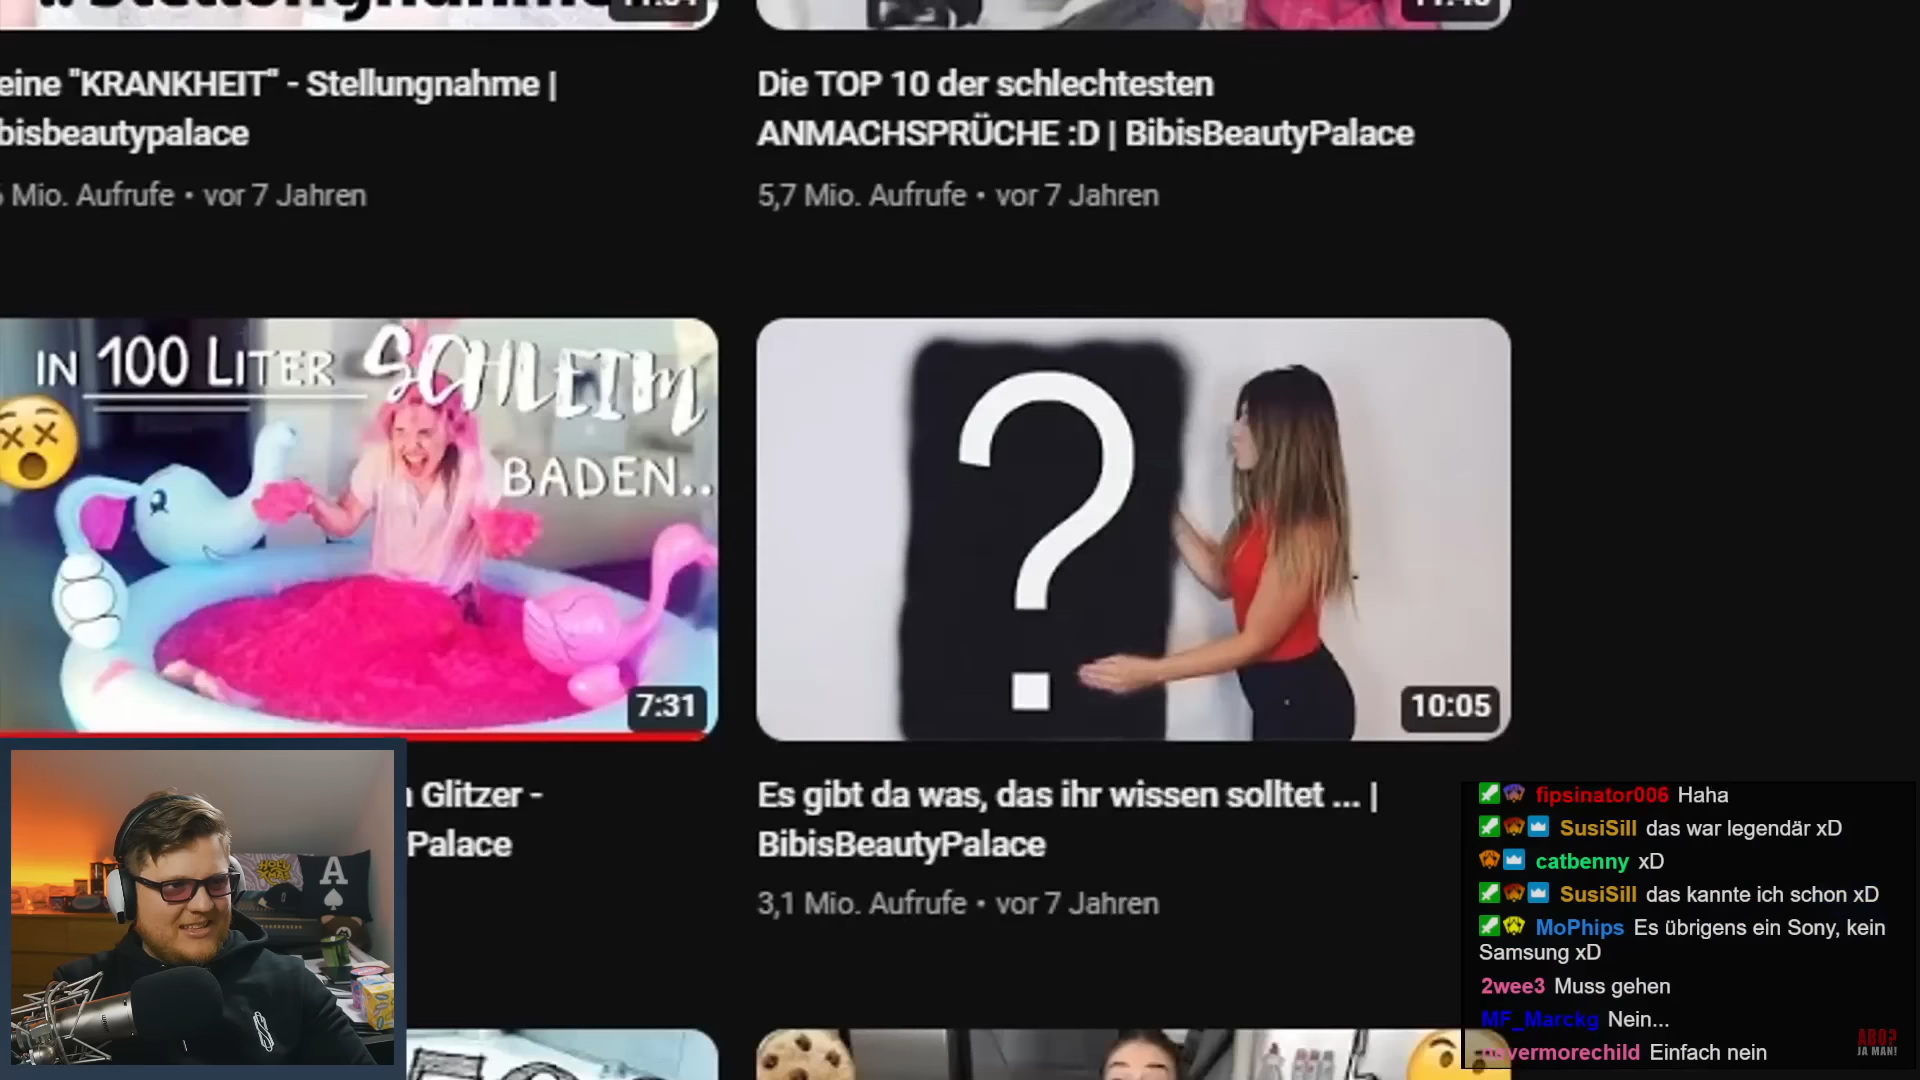 eine "KRANKHEIT" - Stellungnahme |
bisbeautypalace
Mio. Aufrufe • vor 7 Jahren
Die TOP 10 der schlechtesten
ANMACHSPRÜCHE :D | BibisBeautyPalace
5,7 Mio. Aufrufe • vor 7 Jahren
IN 100 LITER SCHLEIM
BADEN..
7:31
?
10:05
Glitzer -
Palace
Es gibt da was, das ihr wissen solltet ... |
BibisBeautyPalace
3,1 Mio. Aufrufe • vor 7 Jahren
A
fipsinator006 Haha
SusiSill das war legendär xD
catbenny xD
SusiSill das kannte ich schon xD
MoPhips Es übrigens ein Sony, kein
Samsung xD
2wee3 Muss gehen
MF_Marckg Nein...
nevermorechild Einfach nein
ABO?
JA MAN!